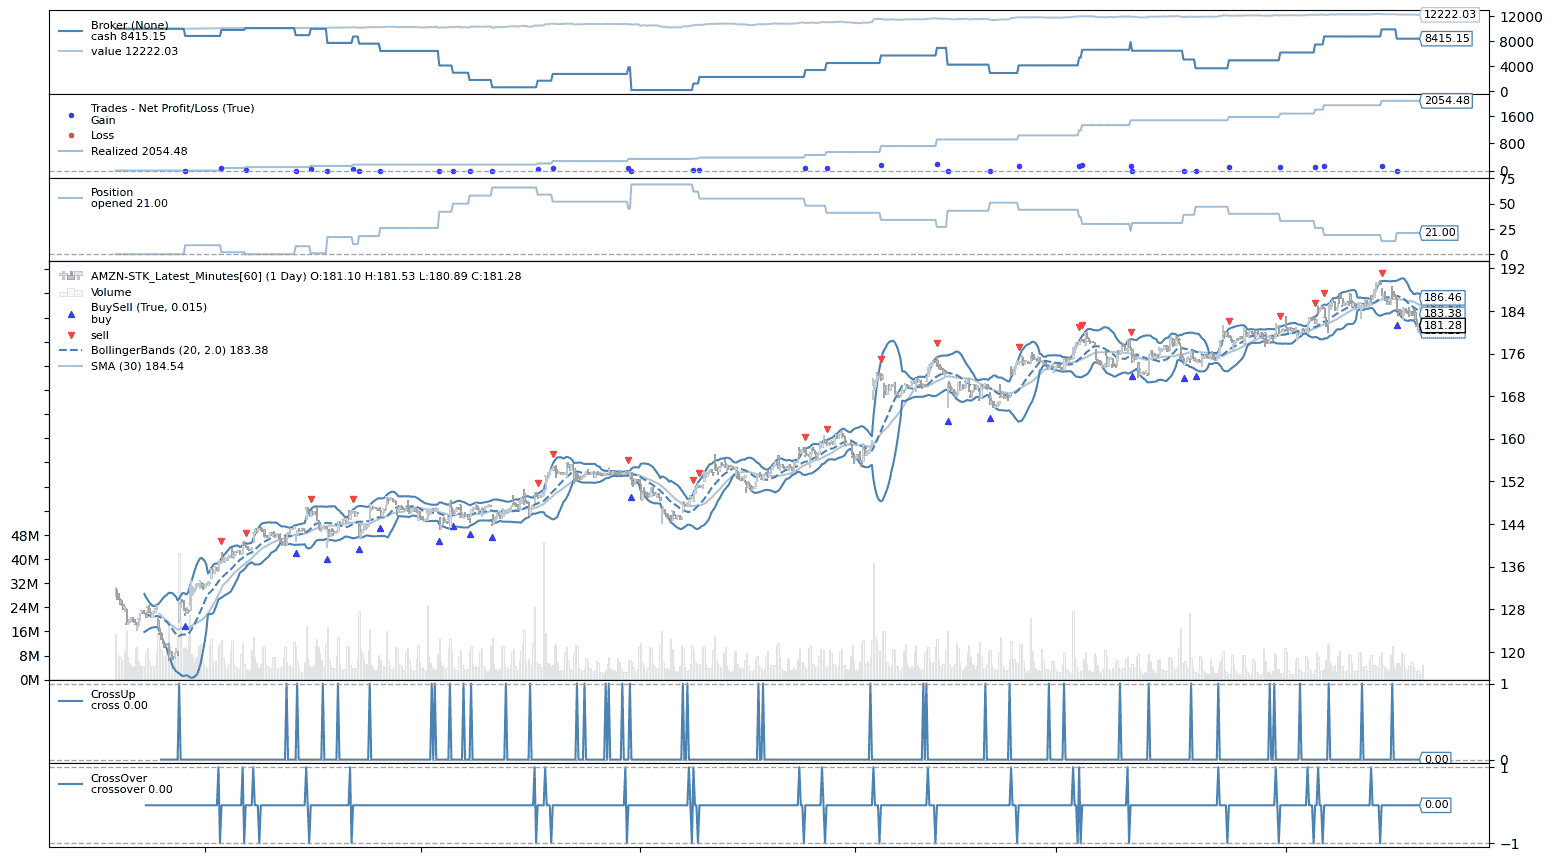 Broker (None)
cash 8415.15
value 12222.03
12000
8000
4000
0
12222.03
8415.15
Trades - Net Profit/Loss (True)
Gain
Loss
Realized 2054.48
1600
800
0
2054.48
Position
opened 21.00
75
50
25
0
21.00
AMZN-STK_Latest_Minutes[60] (1 Day) O:181.10 H:181.53 L:180.89 C:181.28
Volume
BuySell (True, 0.015)
buy
sell
BollingerBands (20, 2.0) 183.38
SMA (30) 184.54
192
184
176
168
160
152
144
136
128
120
186.46
183.38
181.28
48M
40M
32M
24M
16M
8M
0M
CrossUp
cross 0.00
1
0
0.00
CrossOver
crossover 0.00
1
−1
0.00